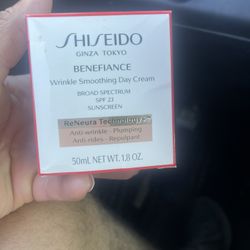 SHISEIDO
GINZA TOKYO
BENEFIANCE
Wrinkle Smoothing Day Cream
BROAD SPECTRUM
SPF 23
SUNSCREEN
ReNeura Technology++
Anti-wrinkle - Plumping
Anti-rides - Repulpant
50mL NET WT. 1.8 OZ.